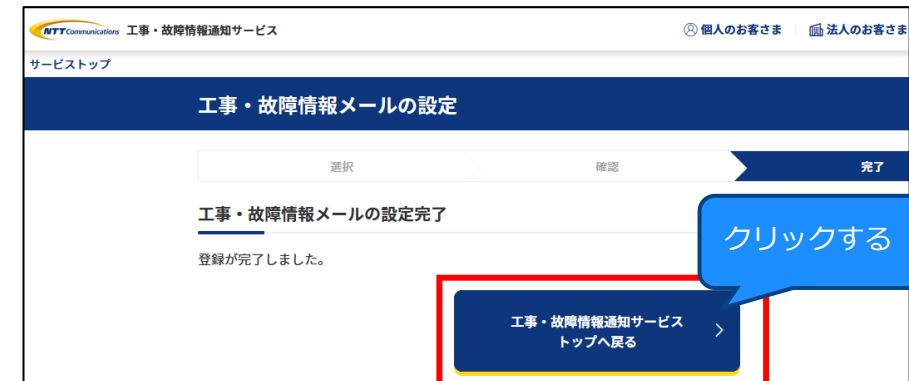 NTT Communications 工事・故障情報通知サービス 個人のお客さま 法人のお客さま
サービストップ
工事・故障情報メールの設定
選択 確認 完了
工事・故障情報メールの設定完了
クリックする
登録が完了しました。
工事・故障情報通知サービス
トップへ戻る